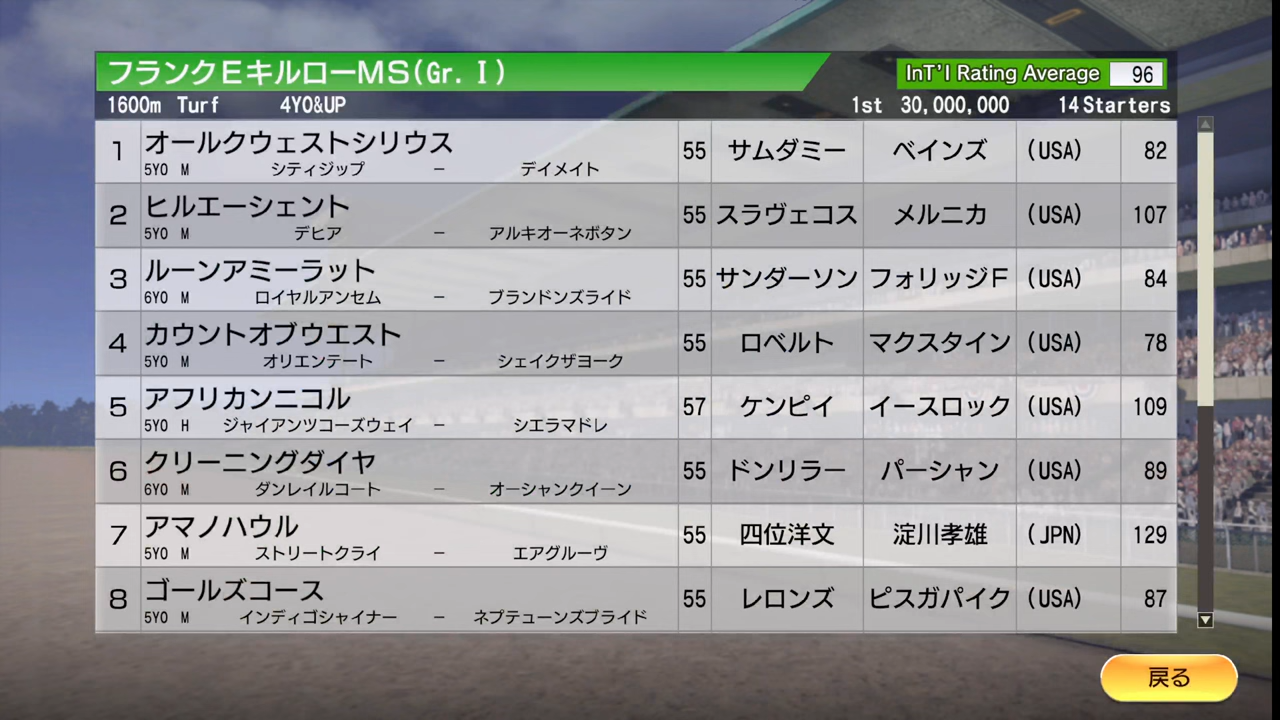 フランクEキルローMS(Gr.Ⅰ)
InT'l Rating Average 96
1600m Turf 4YO&UP 1st 30,000,000 14Starters
1 オールクウェストシリウス 55 サムダミー ベインズ (USA) 82
5YO M シティジップ − デイメイト
2 ヒルエーシェント 55 スラヴェコス メルニカ (USA) 107
5YO M デヒア − アルキオーネボタン
3 ルーンアミーラット 55 サンダーソン フォリッジF (USA) 84
6YO M ロイヤルアンセム − ブランドンズライド
4 カウントオブウエスト 55 ロベルト マクスタイン (USA) 78
5YO M オリエンテート − シェイクザヨーク
5 アフリカンニコル 57 ケンピイ イースロック (USA) 109
5YO H ジャイアンツコーズウェイ − シエラマドレ
6 クリーニングダイヤ 55 ドンリラー パーシャン (USA) 89
6YO M ダンレイルコート − オーシャンクイーン
7 アマノハウル 55 四位洋文 淀川孝雄 (JPN) 129
5YO M ストリートクライ − エアグルーヴ
8 ゴールズコース 55 レロンズ ピスガパイク (USA) 87
5YO M インディゴシャイナー − ネプテューンズブライド
戻る